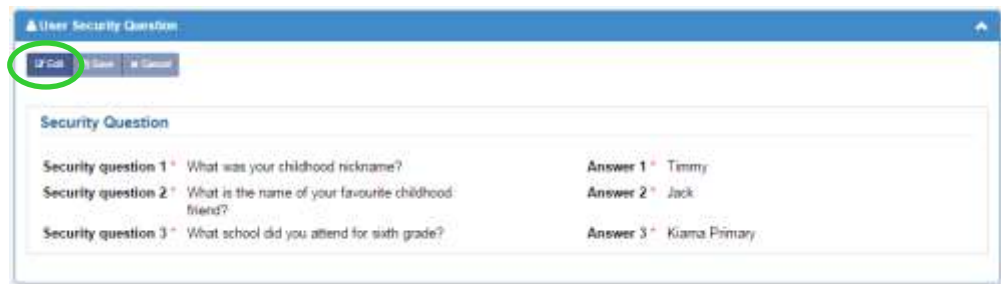 User Security Question
Edit Save Cancel
Security Question
Security question 1 * What was your childhood nickname? Answer 1 * Timmy
Security question 2 * What is the name of your favourite childhood Answer 2 * Jack
friend?
Security question 3 * What school did you attend for sixth grade? Answer 3 * Kiama Primary